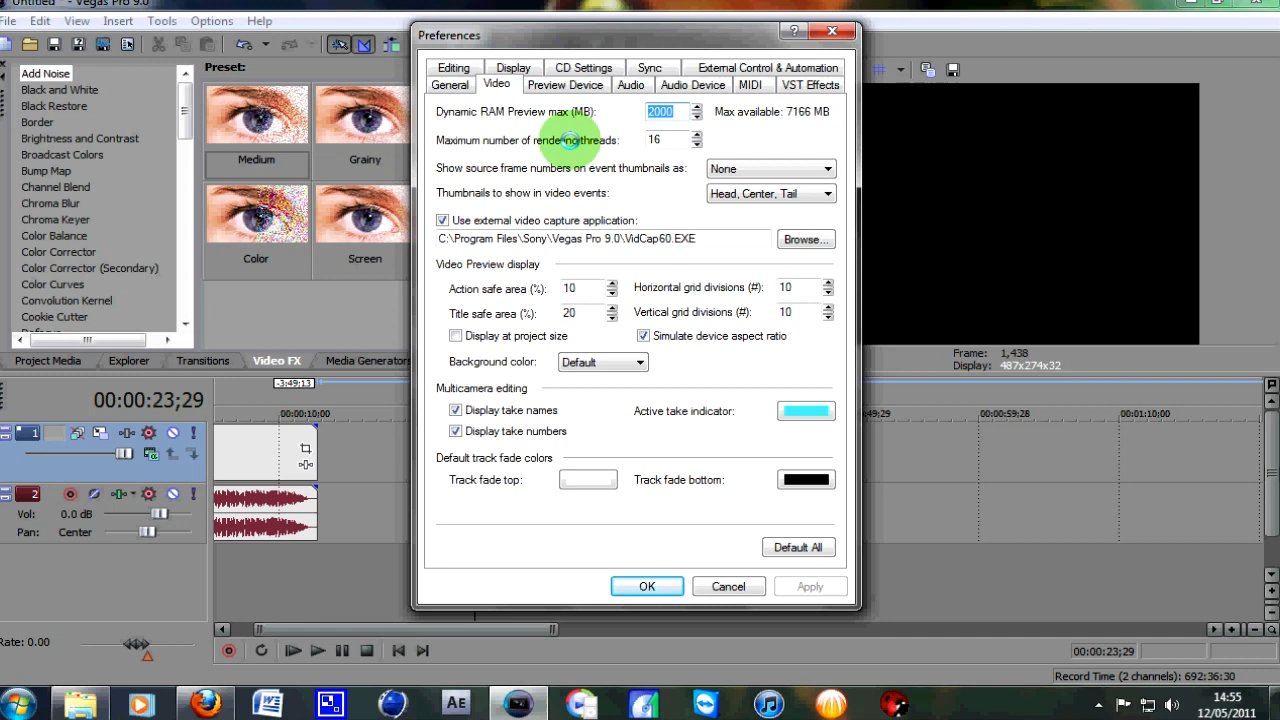 Untitled * - Vegas Pro 9.0
File Edit View Insert Tools Options Help
Preferences
Editing Display CD Settings Sync External Control & Automation
General Video Preview Device Audio Audio Device MIDI VST Effects
Dynamic RAM Preview max (MB): 2000 Max available: 7166 MB
Maximum number of rendering threads: 16
Show source frame numbers on event thumbnails as: None
Thumbnails to show in video events: Head, Center, Tail
Use external video capture application:
C:\Program Files\Sony\Vegas Pro 9.0\VidCap60.EXE Browse...
Video Preview display
Action safe area (%): 10 Horizontal grid divisions (#): 10
Title safe area (%): 20 Vertical grid divisions (#): 10
Display at project size Simulate device aspect ratio
Background color: Default
Multicamera editing
Display take names Active take indicator:
Display take numbers
Default track fade colors
Track fade top: Track fade bottom:
Default All
OK Cancel Apply
Add Noise
Black and White
Black Restore
Border
Brightness and Contrast
Broadcast Colors
Bump Map
Channel Blend
Chroma Blur
Chroma Keyer
Color Balance
Color Corrector
Color Corrector (Secondary)
Color Curves
Convolution Kernel
Cookie Cutter
Preset:
Medium Grainy
Color Screen
Project Media Explorer Transitions Video FX Media Generators
Frame: 1,438
Display: 487x274x32
-3:49:13
00:00:23;29
00:00:10;00 49;29 00:00:59;28 00:01:10;00
1
2
Vol: 0.0 dB
Pan: Center
Rate: 0.00
00:00:23;29
Record Time (2 channels): 692:36:30
AE
14:55
12/05/2011